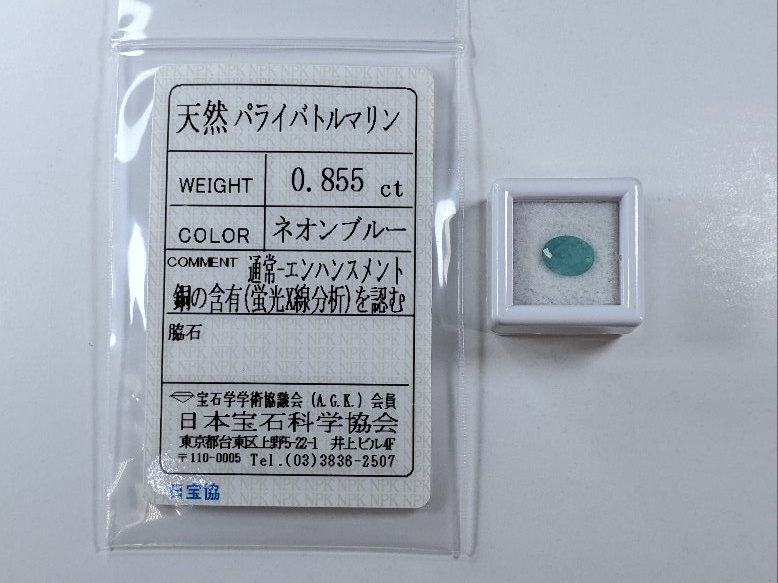 天然 パライバトルマリン
WEIGHT 0.855 ct
COLOR ネオンブルー
COMMENT 通常-エンハンスメント
銅の含有(蛍光X線分析)を認む。
脇石
宝石学学術協議会 (A.G.K.) 会員
日本宝石科学協会
東京都台東区上野5-22-1 井上ビル4F
〒110-0005 Tel.(03)3836-2507
日宝協